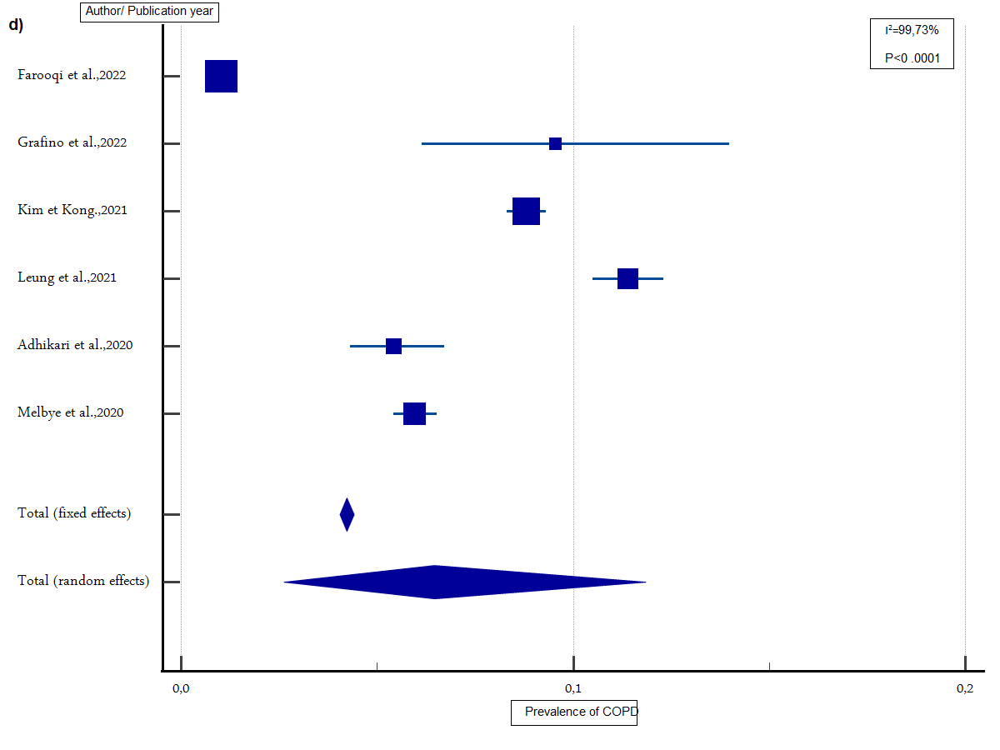 Author/ Publication year
d)
I²=99,73%
P<0 .0001
Farooqi et al.,2022
Grafino et al.,2022
Kim et Kong.,2021
Leung et al.,2021
Adhikari et al.,2020
Melbye et al.,2020
Total (fixed effects)
Total (random effects)
0,0 0,1 0,2
Prevalence of COPD